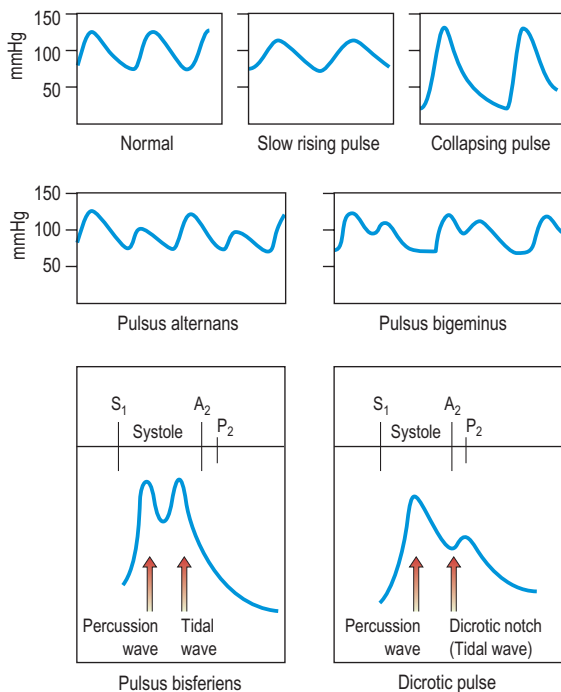 mmHg
150
100
50
Normal
Slow rising pulse
Collapsing pulse
mmHg
150
100
50
Pulsus alternans
Pulsus bigeminus
S1
A2
Systole
P2
Percussion
wave
Tidal
wave
Pulsus bisferiens
S1
A2
Systole
P2
Percussion
wave
Dicrotic notch
(Tidal wave)
Dicrotic pulse